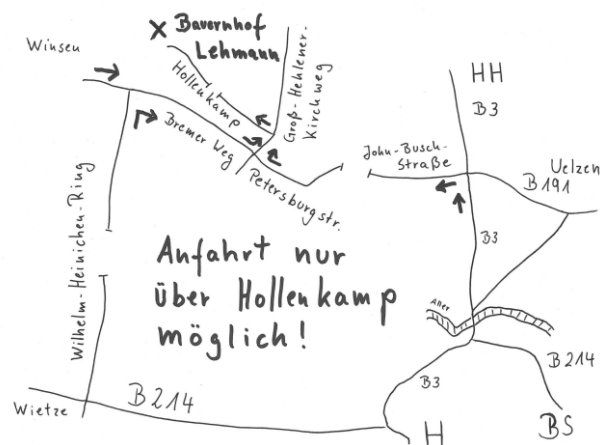 Bauernhof
Lehmann
Winsen
Hollenkamp
Groß-Hehlener-
Kirchweg
Bremer Weg
Petersburgstr.
HH
B3
John-Busch-
Straße
Uelzen
B191
B3
Wilhelm-Heinichen-Ring
Anfahrt nur
über Hollenkamp
möglich!
Aller
B214
B3
B214
Wietze
H
BS